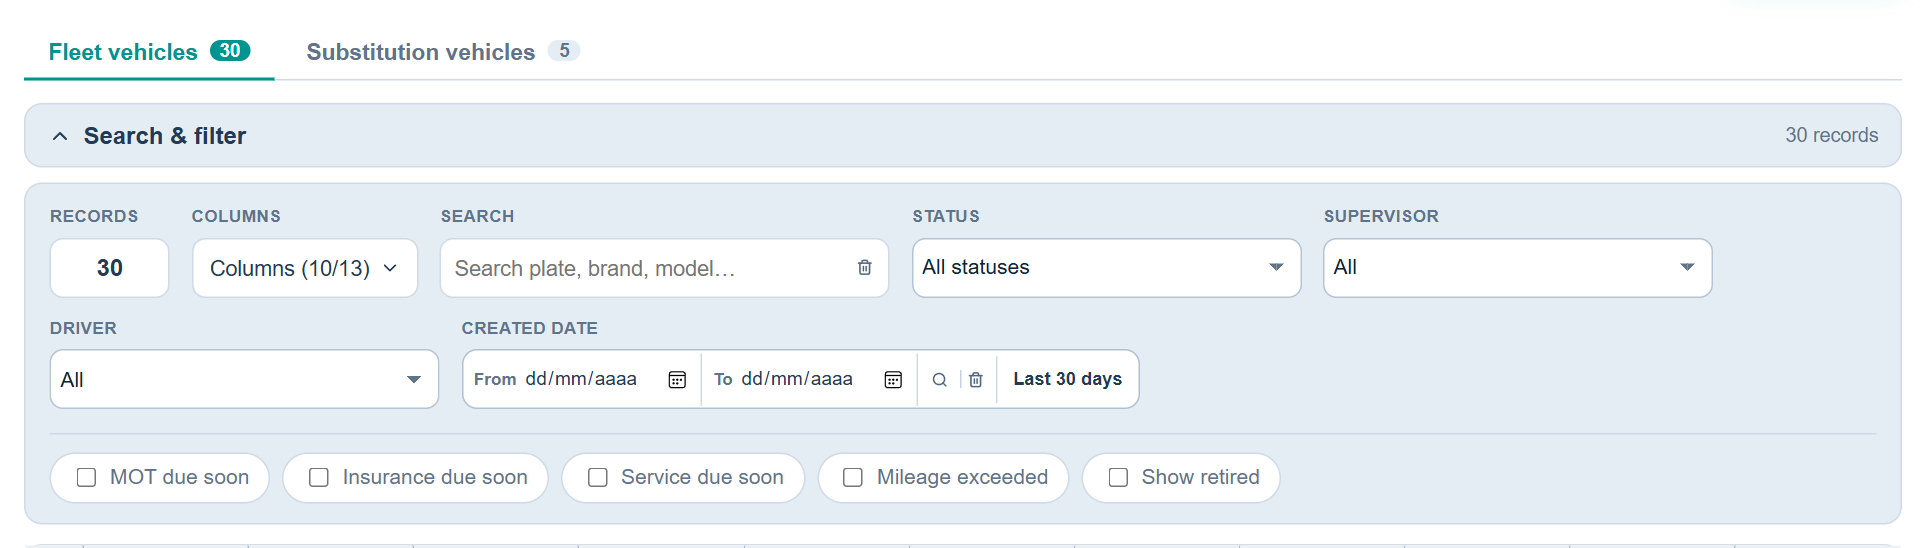 Fleet vehicles 30 Substitution vehicles 5
Search & filter 30 records
RECORDS COLUMNS SEARCH STATUS SUPERVISOR
30 Columns (10/13) Search plate, brand, model… All statuses All
DRIVER CREATED DATE
All From dd/mm/aaaa To dd/mm/aaaa Last 30 days
MOT due soon Insurance due soon Service due soon Mileage exceeded Show retired